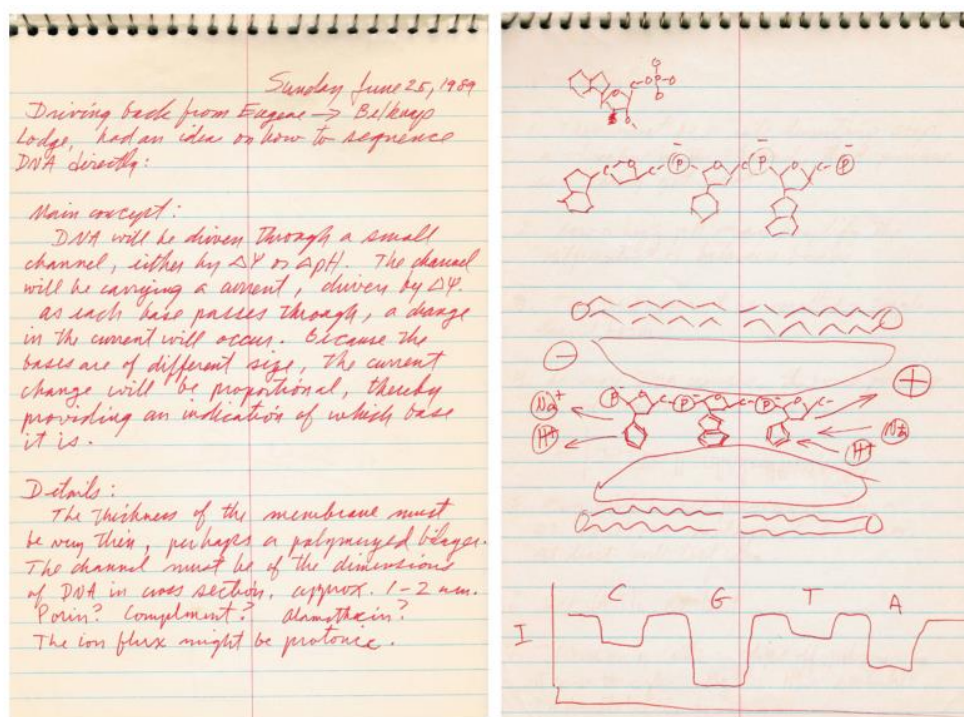 Sunday June 25, 1989
Driving back from Eugene → Belknap
Lodge, had an idea on how to sequence
DNA directly:
Main concept:
DNA will be driven through a small
channel, either by ΔΨ or ΔpH. The channel
will be carrying a current, driven by ΔΨ.
as each base passes through, a change
in the current will occur. Because the
bases are of different size, the current
change will be proportional, thereby
providing an indication of which base
it is.
Details:
The thickness of the membrane must
be very thin, perhaps a polymerized bilayer.
The channel must be of the dimensions
of DNA in cross section, approx. 1-2 nm.
Porin? Compliment? alamethicin?
The ion flux might be protonic.
O
O P O
O
O
C P C P C P
- +
Na+ P C P C P C
H+ Na+
H+
C G T A
I